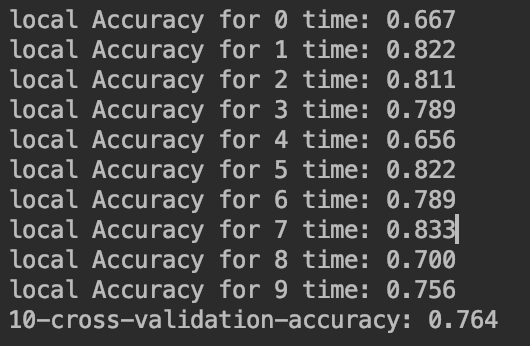 local Accuracy for 0 time: 0.667
local Accuracy for 1 time: 0.822
local Accuracy for 2 time: 0.811
local Accuracy for 3 time: 0.789
local Accuracy for 4 time: 0.656
local Accuracy for 5 time: 0.822
local Accuracy for 6 time: 0.789
local Accuracy for 7 time: 0.833
local Accuracy for 8 time: 0.700
local Accuracy for 9 time: 0.756
10-cross-validation-accuracy: 0.764